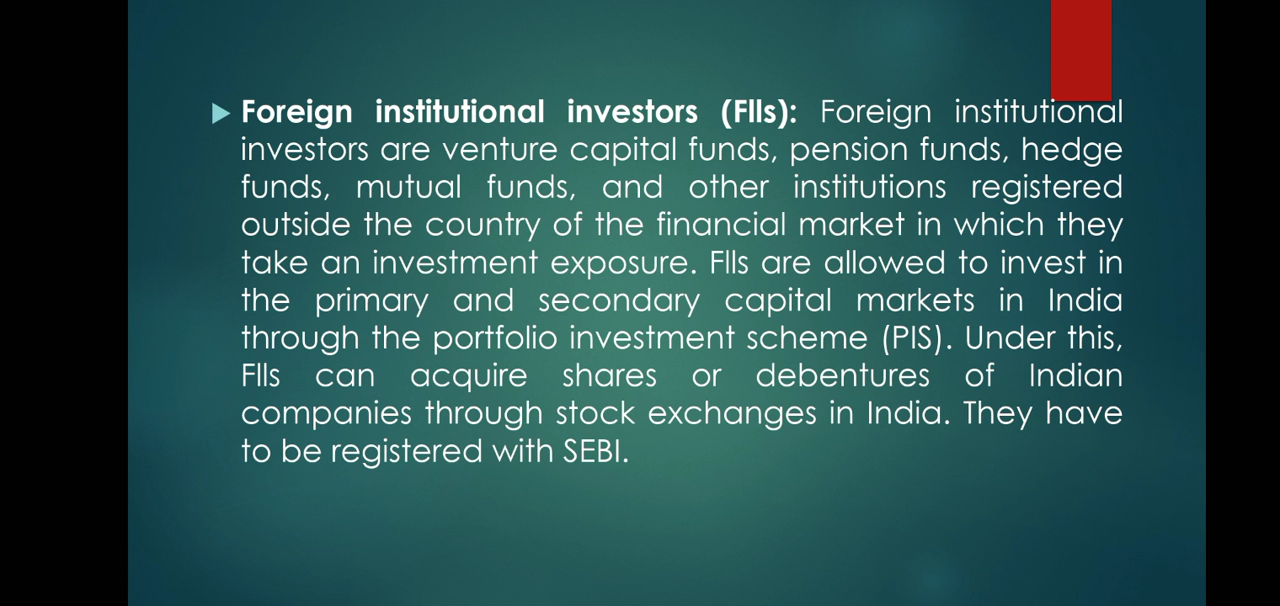 Foreign institutional investors (FIIs): Foreign institutional
investors are venture capital funds, pension funds, hedge
funds, mutual funds, and other institutions registered
outside the country of the financial market in which they
take an investment exposure. FIIs are allowed to invest in
the primary and secondary capital markets in India
through the portfolio investment scheme (PIS). Under this,
FIIs can acquire shares or debentures of Indian
companies through stock exchanges in India. They have
to be registered with SEBI.